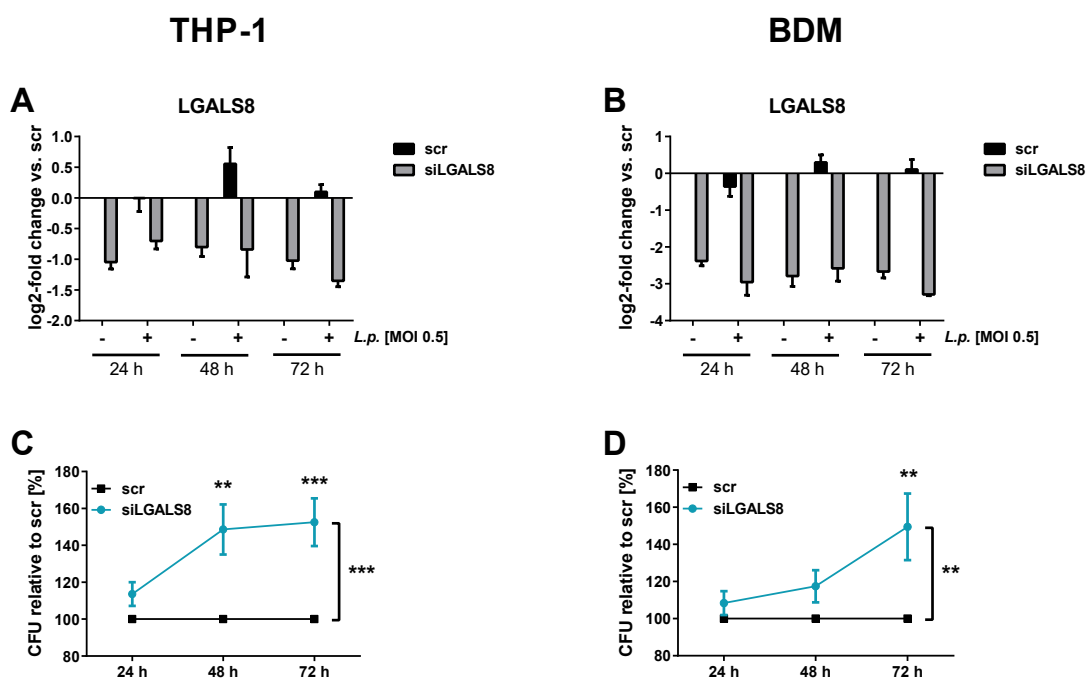 THP-1
BDM
A
LGALS8
log2-fold change vs. scr
1.0
0.5
0.0
-0.5
-1.0
-1.5
-2.0
scr
siLGALS8
- + - + - + L.p. [MOI 0.5]
24 h 48 h 72 h
B
LGALS8
log2-fold change vs. scr
1
0
-1
-2
-3
-4
scr
siLGALS8
- + - + - + L.p. [MOI 0.5]
24 h 48 h 72 h
C
CFU relative to scr [%]
180
160
140
120
100
80
scr
siLGALS8
** ***
***
24 h 48 h 72 h
D
CFU relative to scr [%]
180
160
140
120
100
80
scr
siLGALS8
**
**
24 h 48 h 72 h